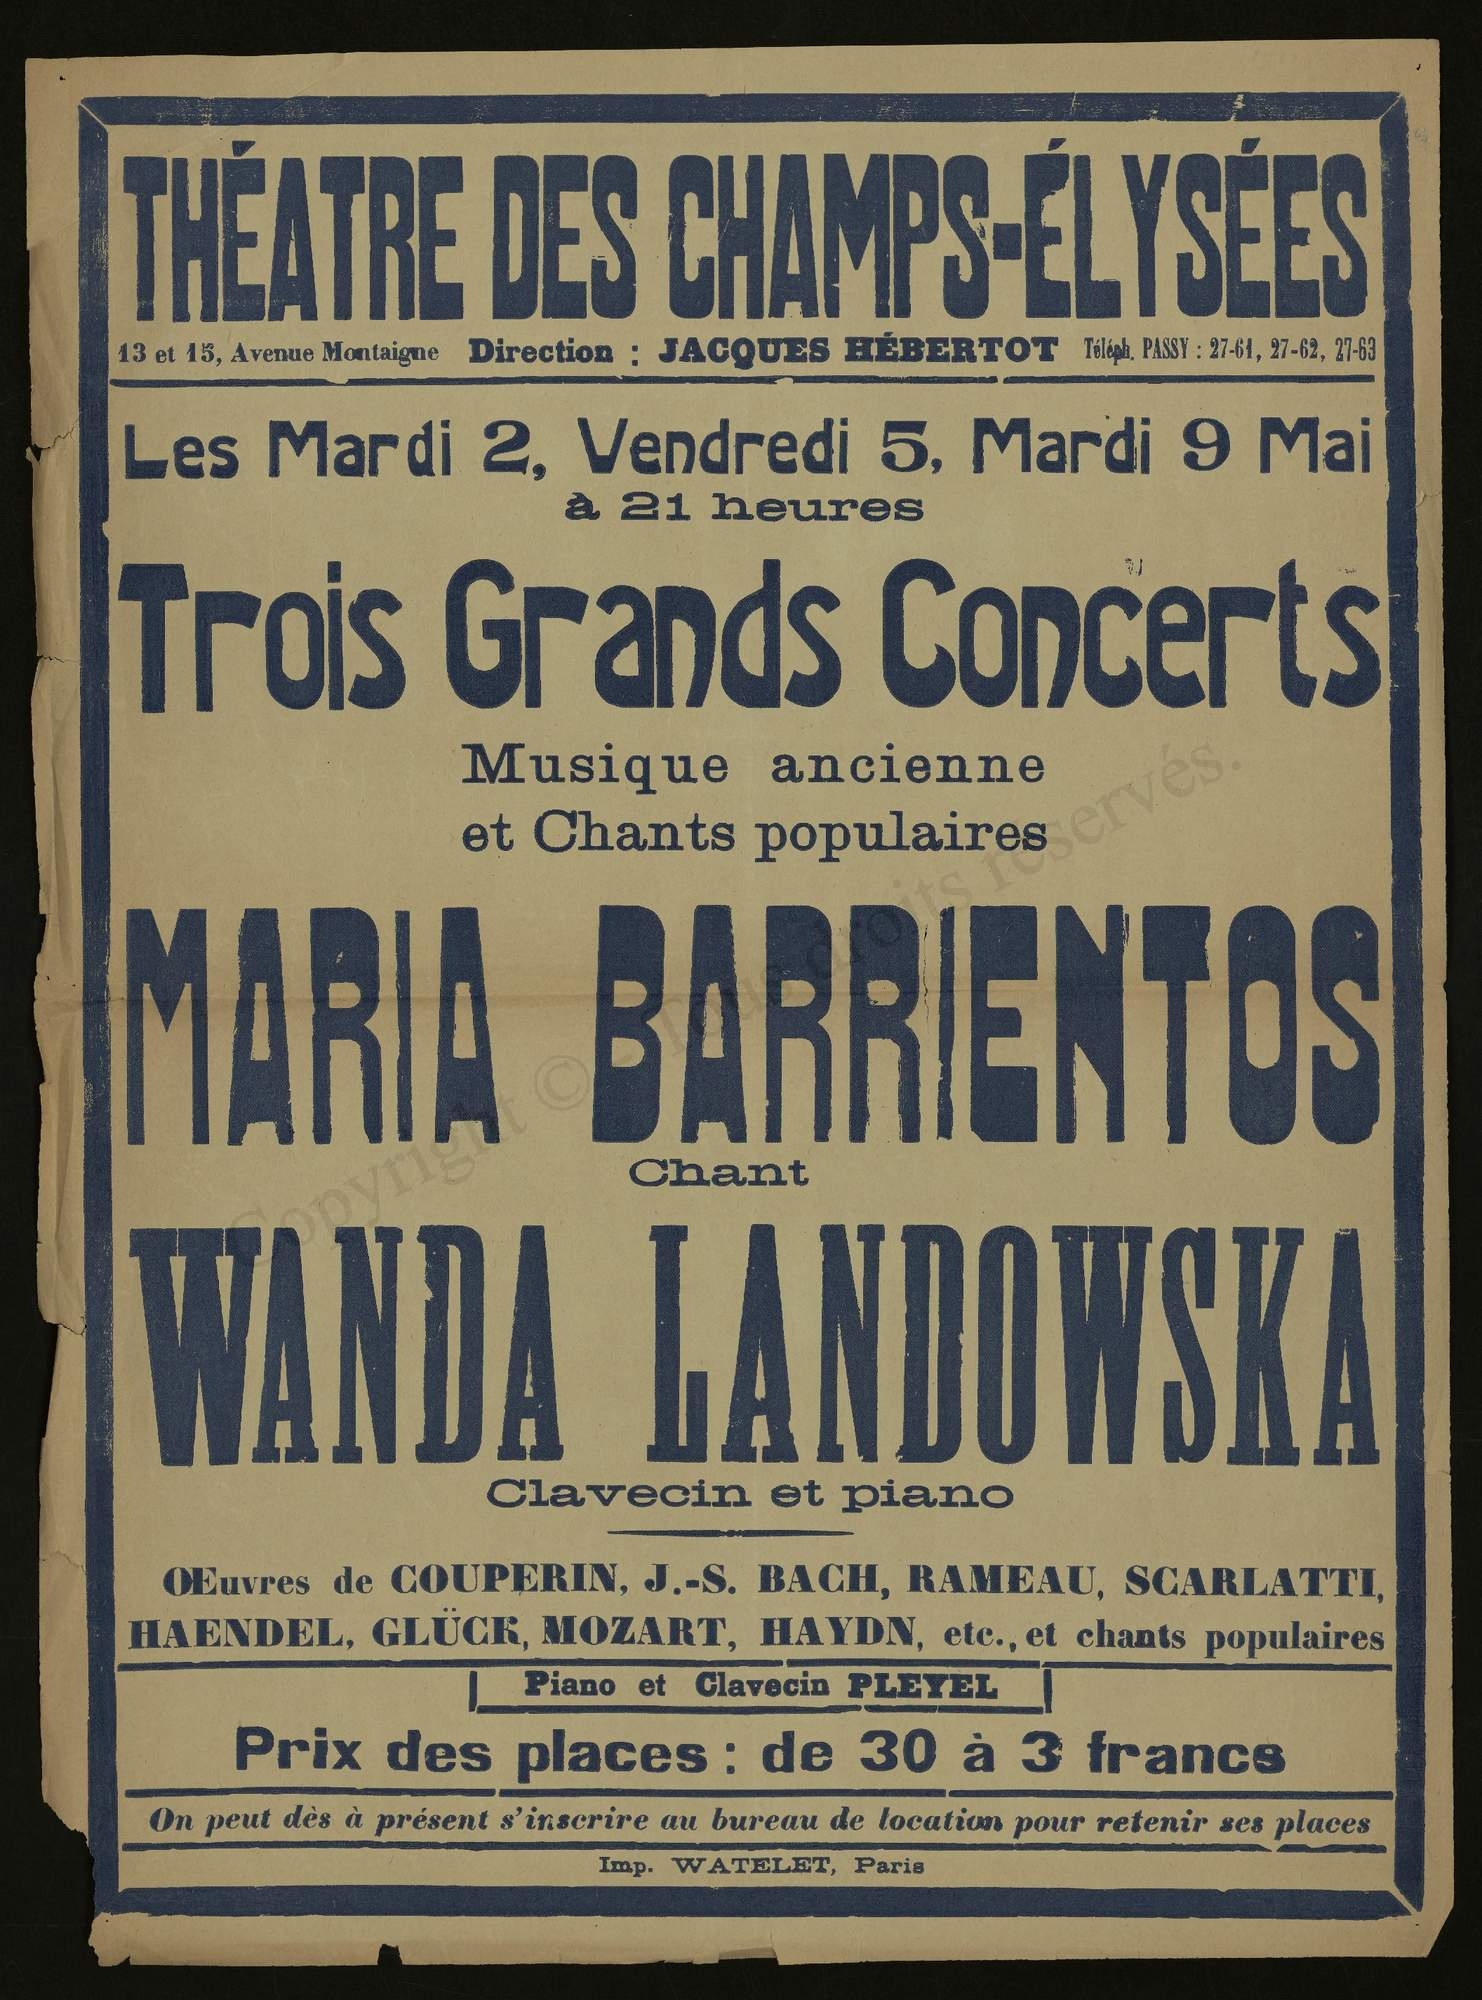 THÉATRE DES CHAMPS-ÉLYSÉES
13 et 15, Avenue Montaigne Direction : JACQUES HÉBERTOT Téléph. PASSY : 27-61, 27-62, 27-63
Les Mardi 2, Vendredi 5, Mardi 9 Mai
à 21 heures
Trois Grands Concerts
Musique ancienne
et Chants populaires
MARIA BARRIENTOS
Chant
WANDA LANDOWSKA
Clavecin et piano
OEuvres de COUPERIN, J.-S. BACH, RAMEAU, SCARLATTI,
HAENDEL, GLÜCK, MOZART, HAYDN, etc., et chants populaires
Piano et Clavecin PLEYEL
Prix des places : de 30 à 3 francs
On peut dès à présent s'inscrire au bureau de location pour retenir ses places
Imp. WATELET, Paris
Copyright © - Tous droits réservés.